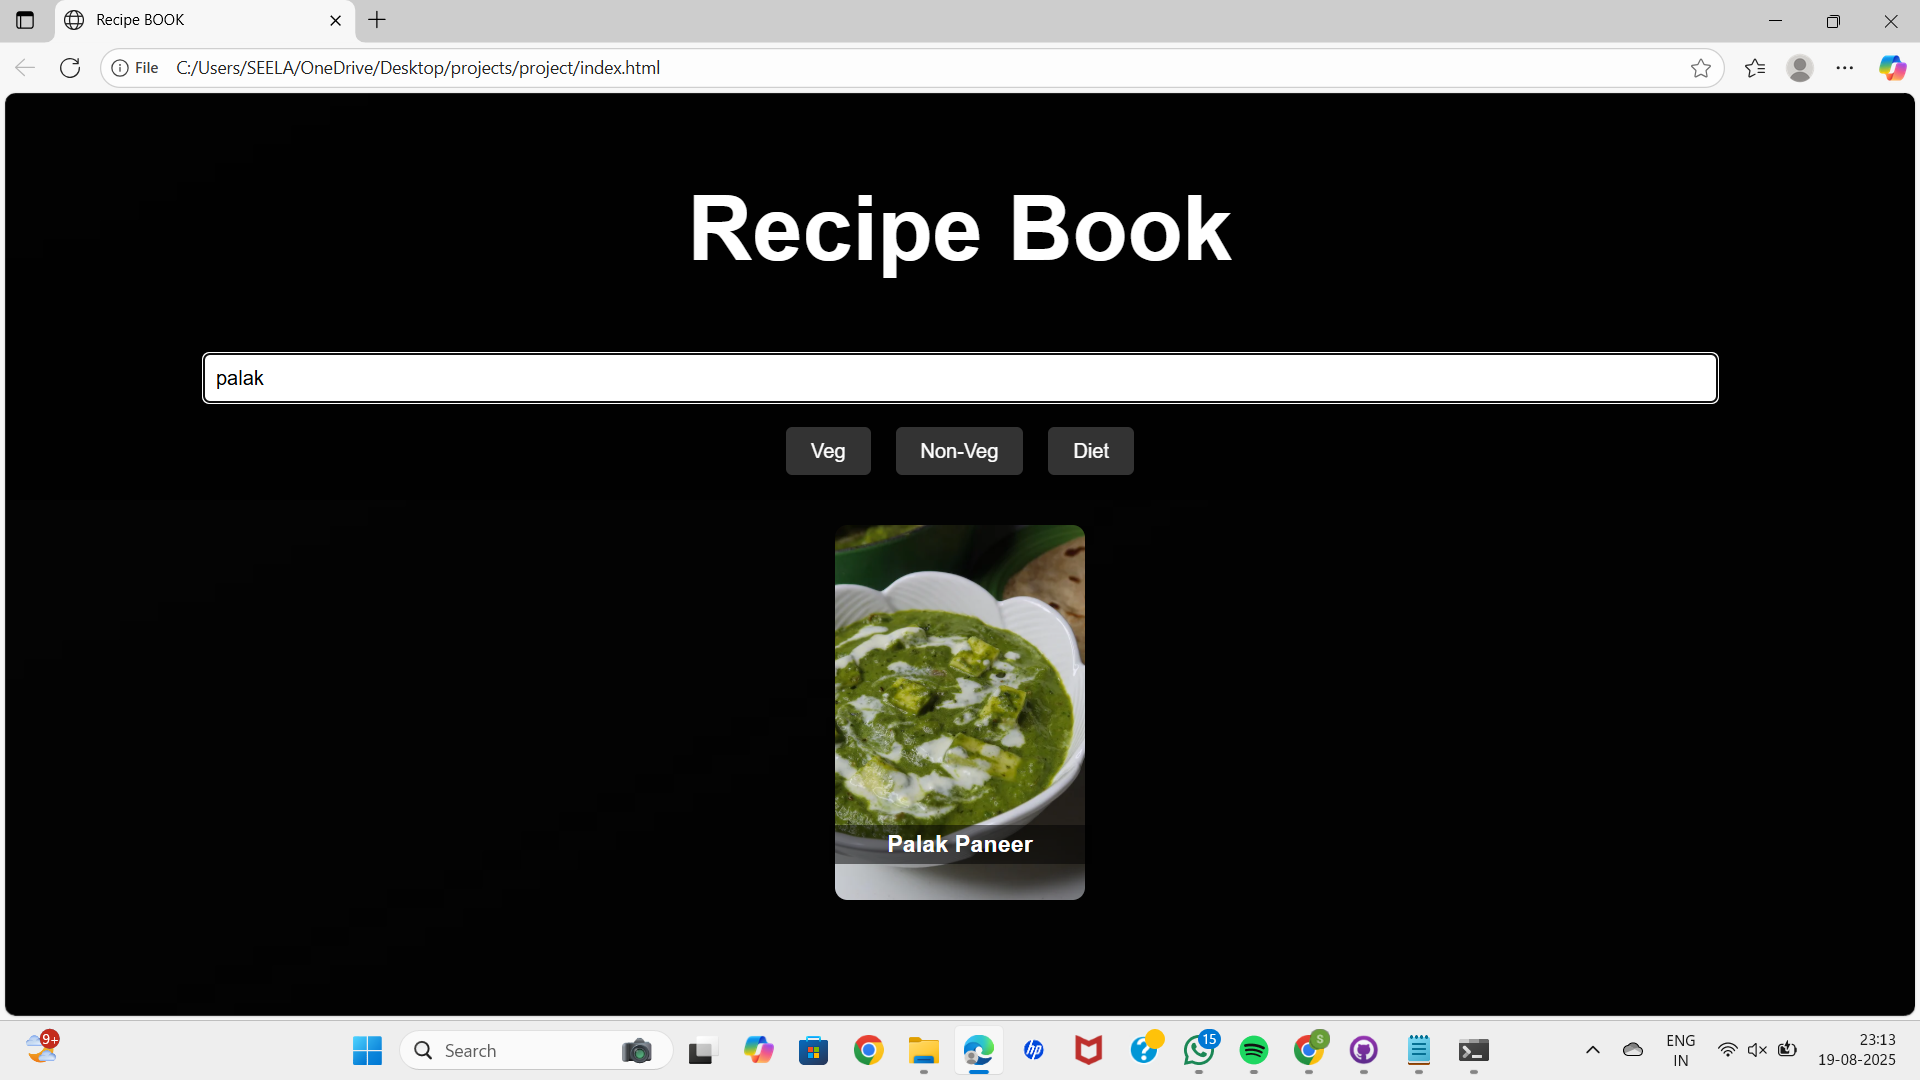 Recipe BOOK
File C:/Users/SEELA/OneDrive/Desktop/projects/project/index.html
Recipe Book
palak
Veg Non-Veg Diet
Palak Paneer
9+
Search
hp
15
S
ENG
IN
23:13
19-08-2025